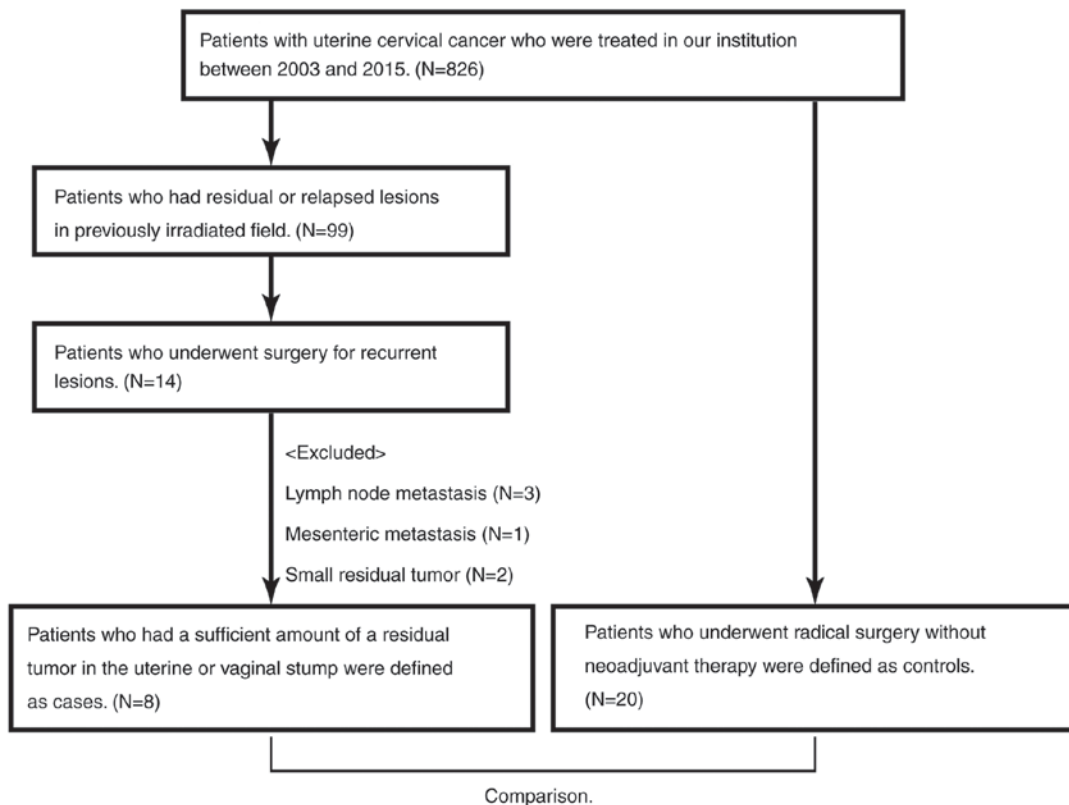 Patients with uterine cervical cancer who were treated in our institution
between 2003 and 2015. (N=826)
Patients who had residual or relapsed lesions
in previously irradiated field. (N=99)
Patients who underwent surgery for recurrent
lesions. (N=14)
<Excluded>
Lymph node metastasis (N=3)
Mesenteric metastasis (N=1)
Small residual tumor (N=2)
Patients who had a sufficient amount of a residual
tumor in the uterine or vaginal stump were defined
as cases. (N=8)
Patients who underwent radical surgery without
neoadjuvant therapy were defined as controls.
(N=20)
Comparison.